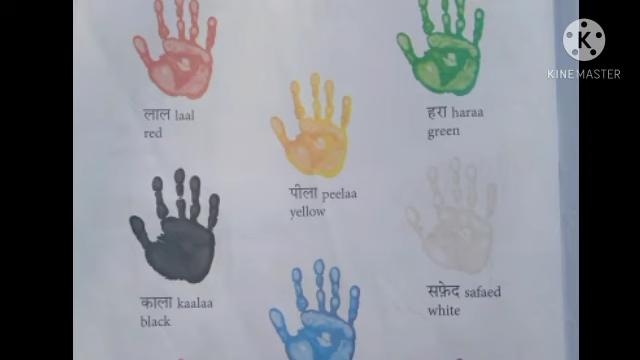 KINEMASTER
लाल laal
red
हरा haraa
green
पीला peelaa
yellow
काला kaalaa
black
सफ़ेद safaed
white